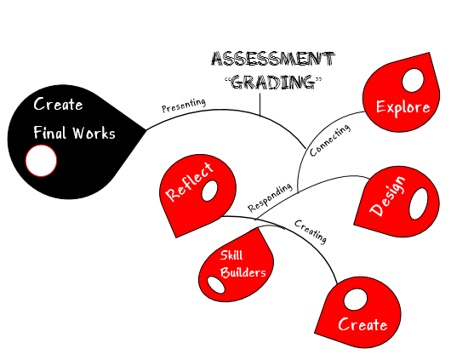 ASSESSMENT
"GRADING"
Create
Final Works
Presenting
Connecting
Explore
Reflect
Responding
Design
Skill
Builders
Creating
Create